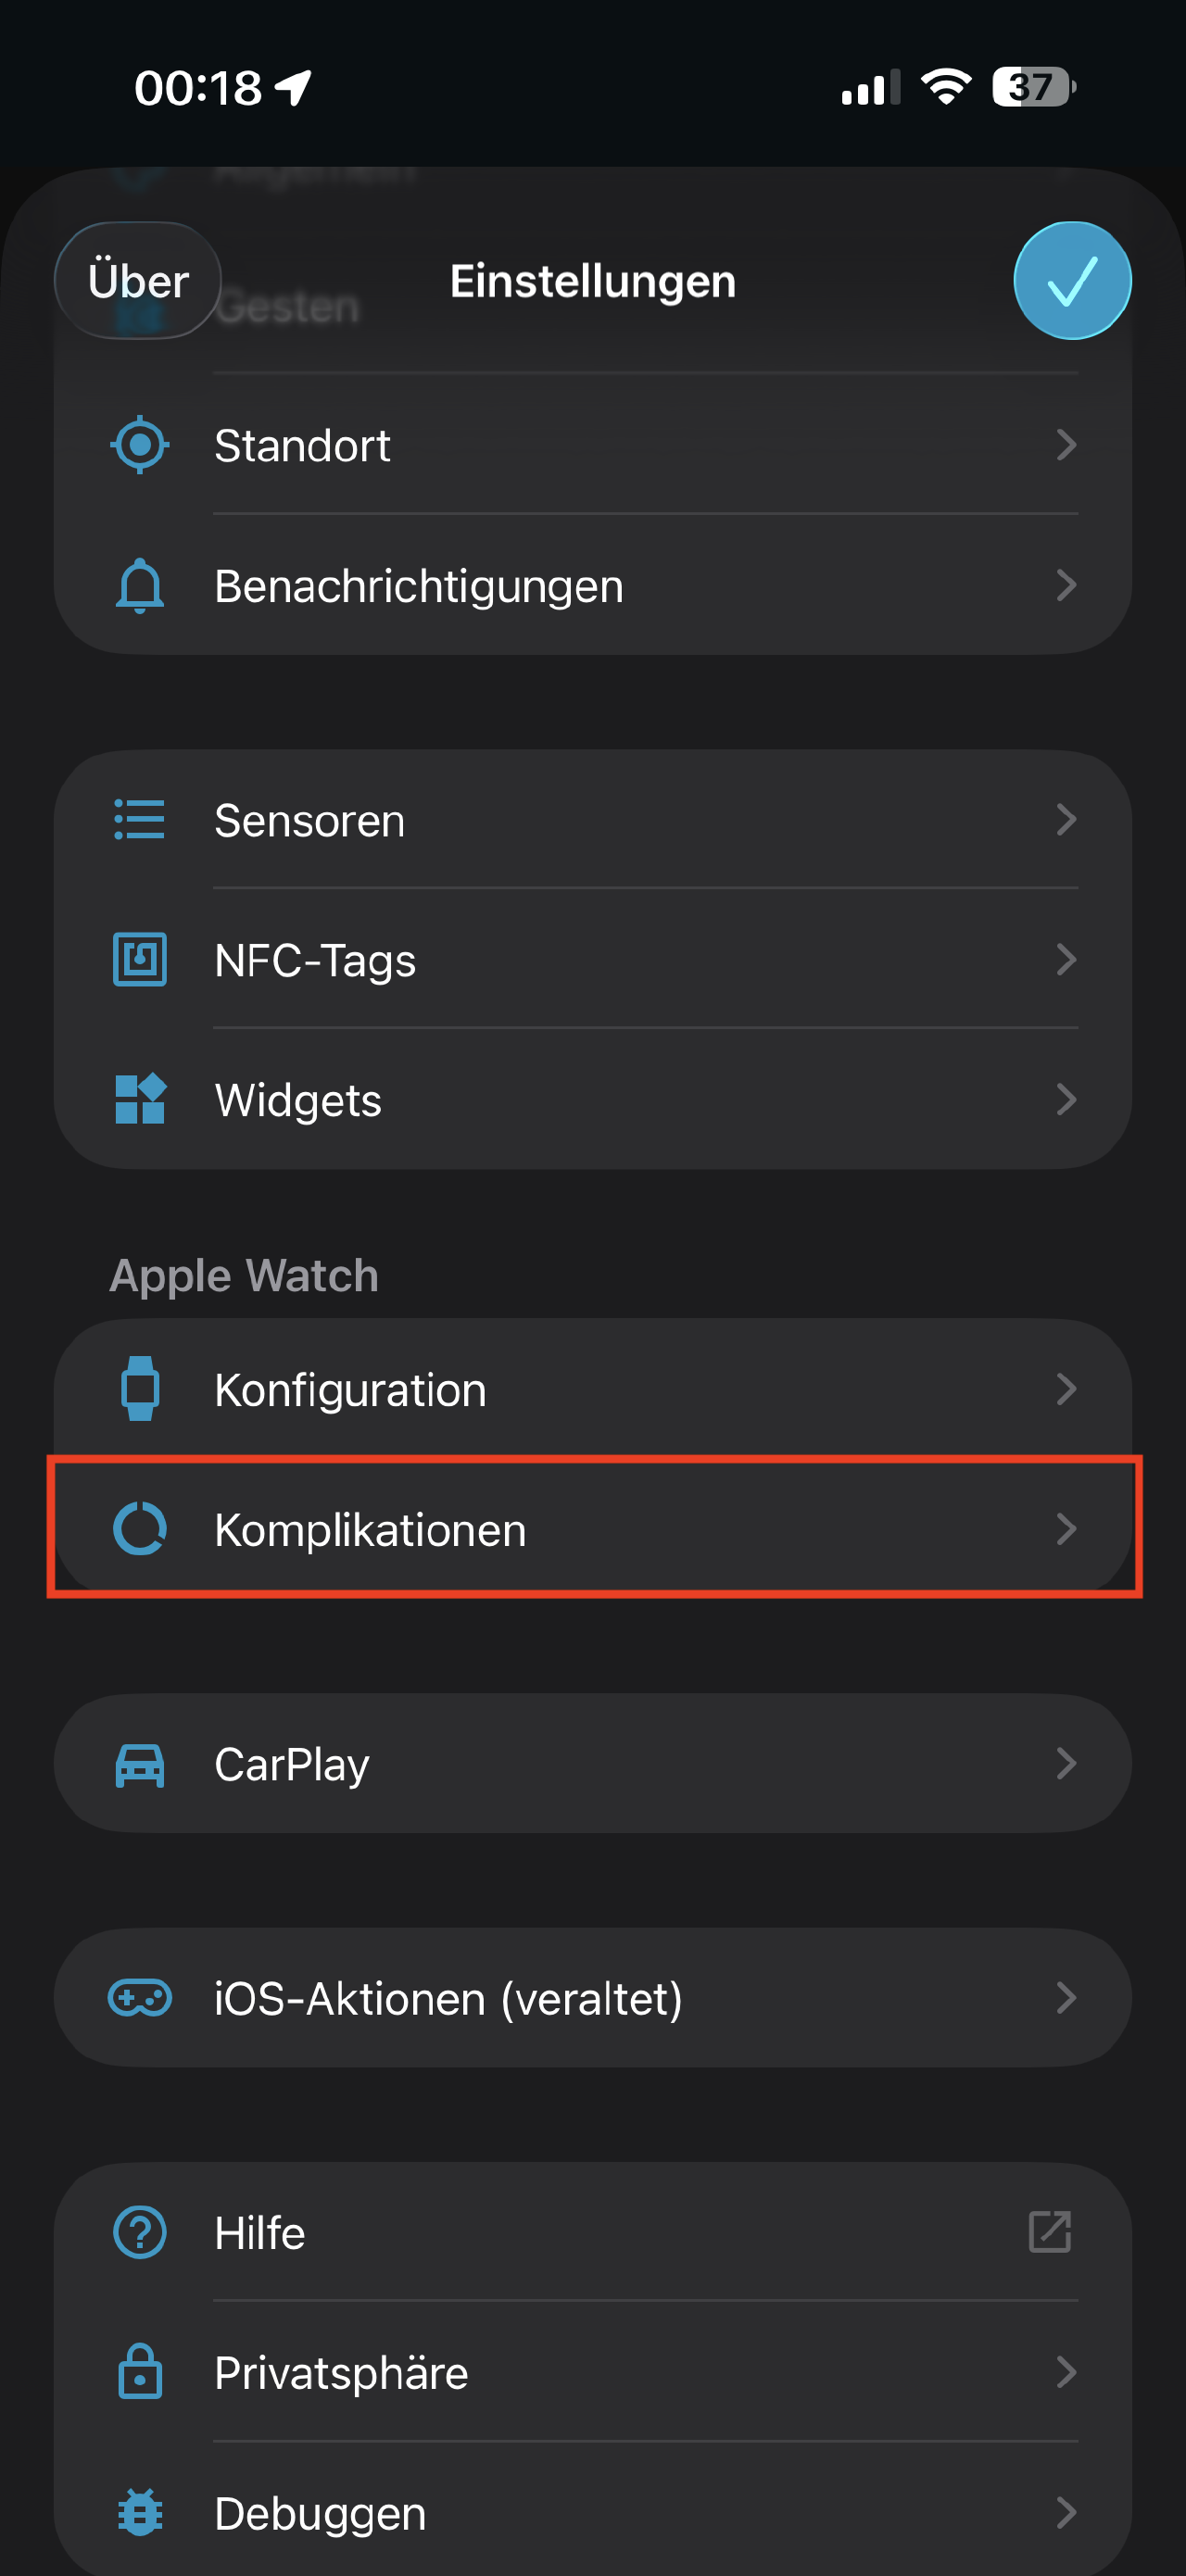 00:18
37
Allgemein
Über
Einstellungen
Gesten
Standort
Benachrichtigungen
Sensoren
NFC-Tags
Widgets
Apple Watch
Konfiguration
Komplikationen
CarPlay
iOS-Aktionen (veraltet)
Hilfe
Privatsphäre
Debuggen